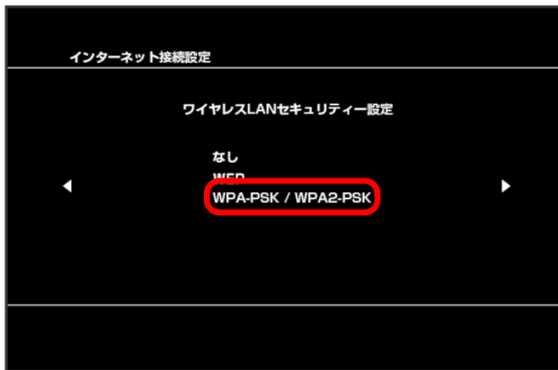 インターネット接続設定
ワイヤレスLANセキュリティー設定
なし
WEP
WPA-PSK / WPA2-PSK